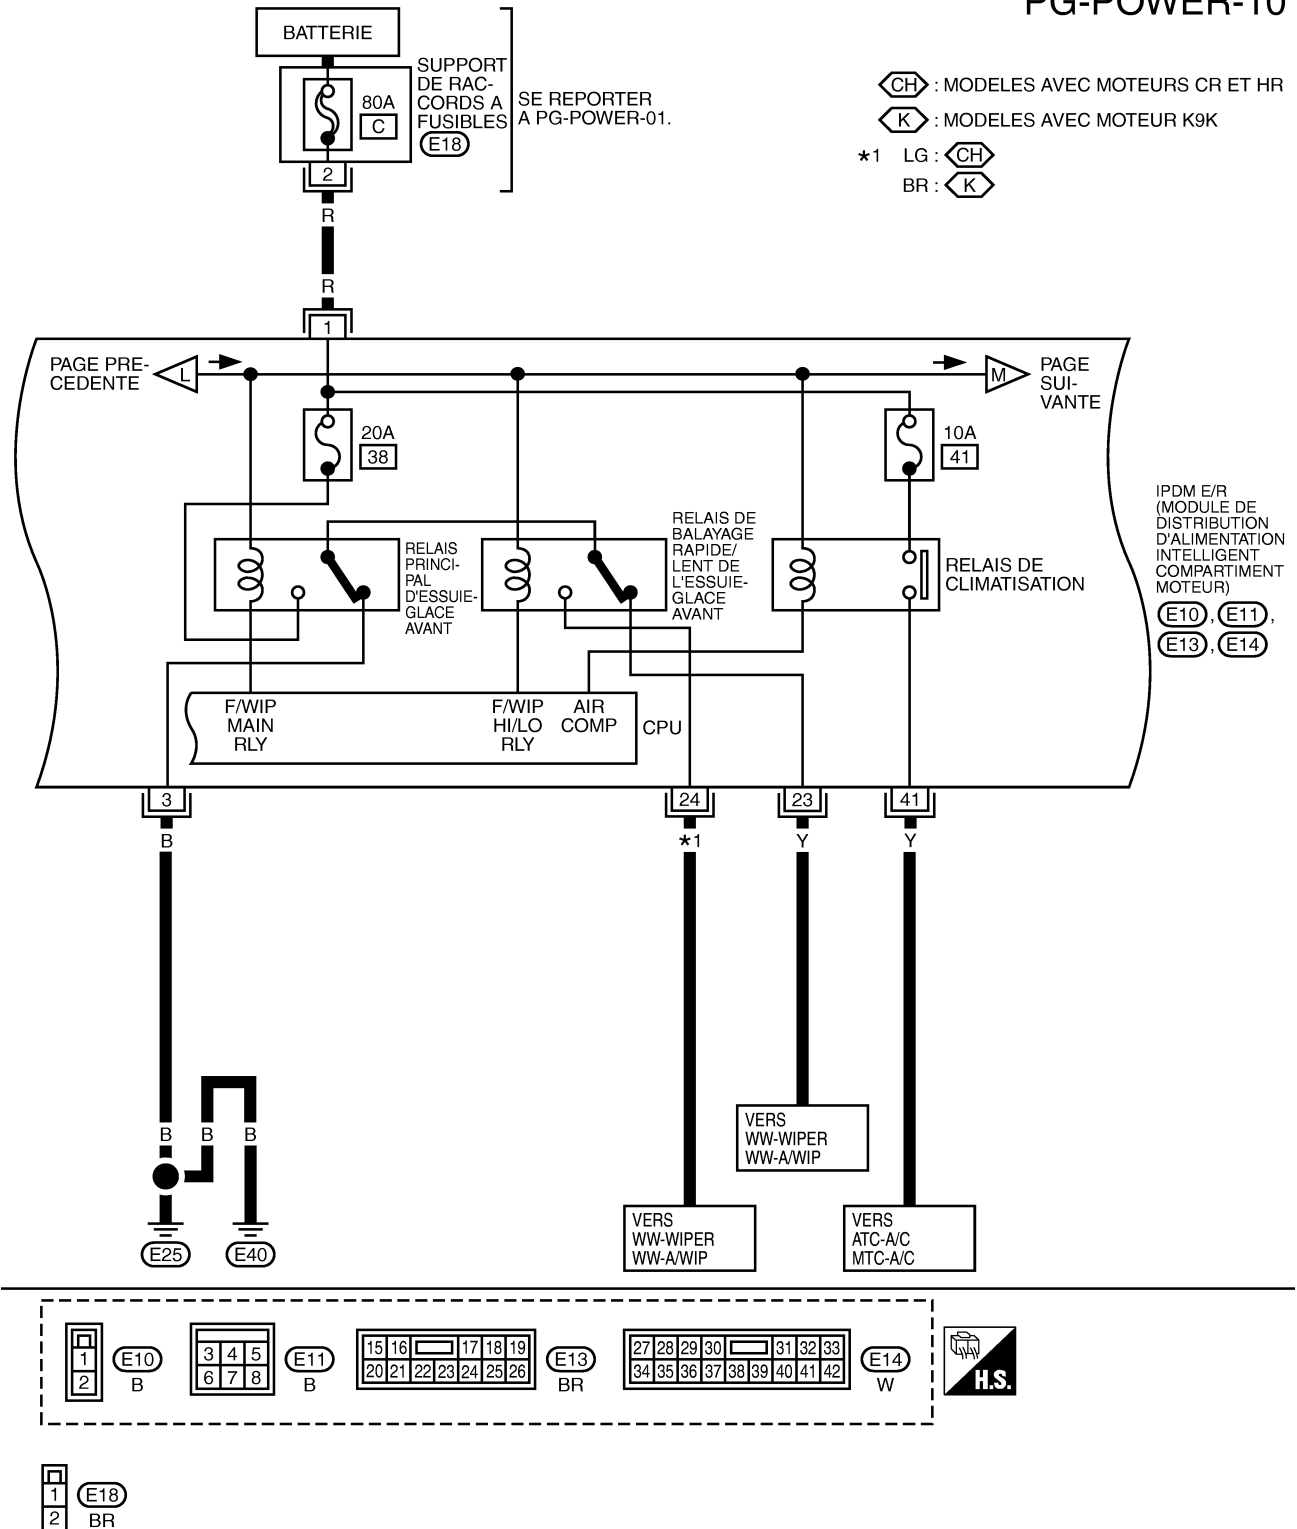 PG-POWER-10
BATTERIE
80A
C
SUPPORT
DE RAC-
CORDS A
FUSIBLES
E18
SE REPORTER
A PG-POWER-01.
CH : MODELES AVEC MOTEURS CR ET HR
K : MODELES AVEC MOTEUR K9K
*1 LG : CH
BR : K
2
R
R
1
PAGE PRE-
CEDENTE
L
M
PAGE
SUI-
VANTE
20A
38
10A
41
RELAIS
PRINCI-
PAL
D'ESSUIE-
GLACE
AVANT
RELAIS DE
BALAYAGE
RAPIDE/
LENT DE
L'ESSUIE-
GLACE
AVANT
RELAIS DE
CLIMATISATION
IPDM E/R
(MODULE DE
DISTRIBUTION
D'ALIMENTATION
INTELLIGENT
COMPARTIMENT
MOTEUR)
E10 , E11 ,
E13 , E14
F/WIP
MAIN
RLY
F/WIP
HI/LO
RLY
AIR
COMP
CPU
3 24 23 41
B *1 Y Y
B B B
E25 E40
VERS
WW-WIPER
WW-A/WIP
VERS
WW-WIPER
WW-A/WIP
VERS
ATC-A/C
MTC-A/C
1
2
E10
B
3 4 5
6 7 8
E11
B
15 16 17 18 19
20 21 22 23 24 25 26
E13
BR
27 28 29 30 31 32 33
34 35 36 37 38 39 40 41 42
E14
W
H.S.
1
2
E18
BR